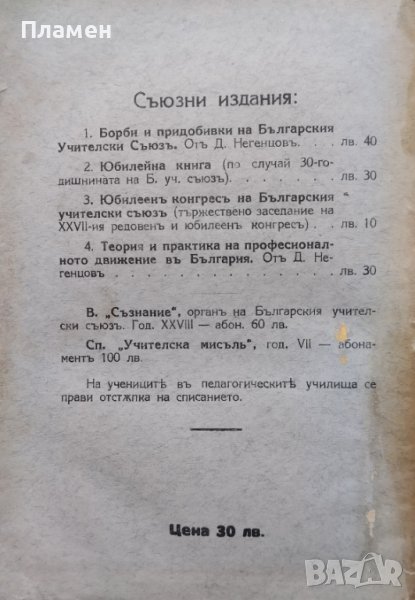 Пламен
Съюзни издания:
1. Борби и придобивки на Българския
Учителски Съюзъ. Отъ Д. Негенцовъ. . . лв. 40
2. Юбилейна книга (по случай 30-го-
дишнината на Б. уч. съюзъ). . . . . . . лв. 30
3. Юбилеенъ конгресъ на Българския
учителски съюзъ (тържествено заседание на
XXVII-ия редовенъ и юбилеенъ конгресъ) . лв. 10
4. Теория и практика на професионал-
ното движение въ България. Отъ Д. Не-
генцовъ . . . . . . . . . . . лв. 30
В. „Съзнание", органъ на Българския учител-
ски съюзъ. Год. XXVIII — абон. 60 лв.
Сп. „Учителска мисъль", год. VII — абона-
ментъ 100 лв.
На ученицитѣ въ педагогическитѣ училища се
прави отстѫпка на списанието.
Цена 30 лв.
BAZAR